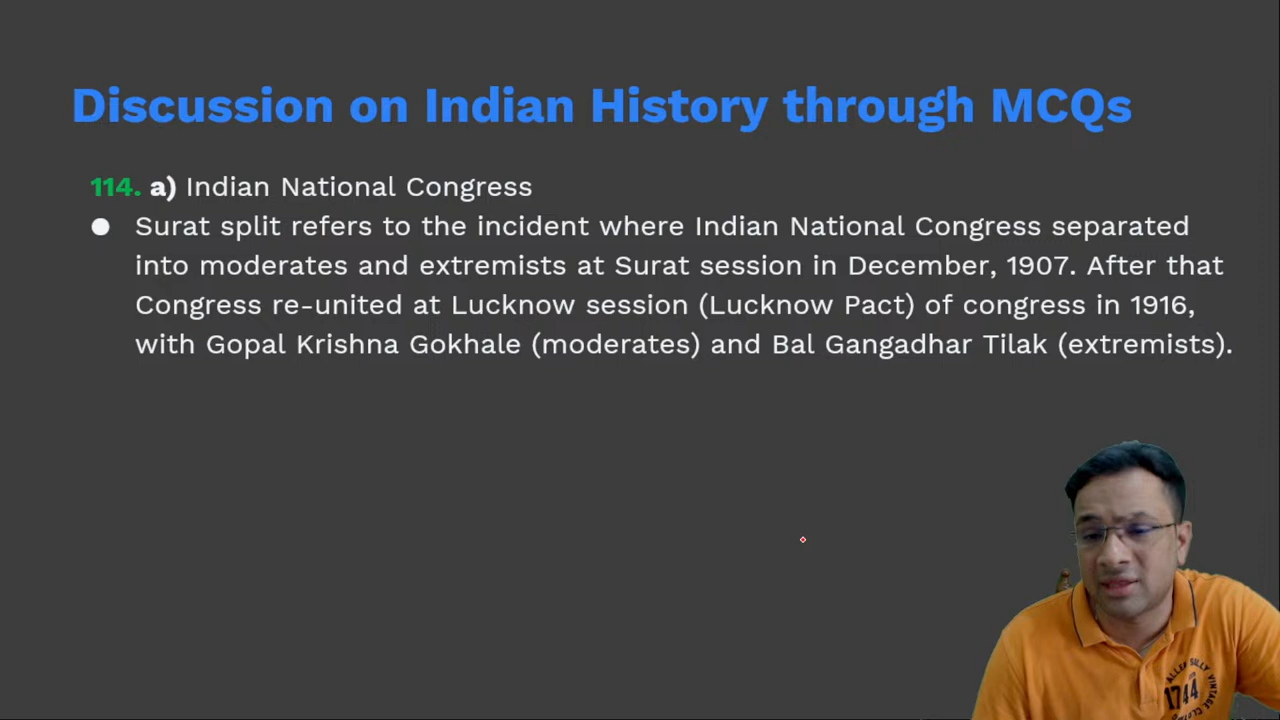 Discussion on Indian History through MCQs
114. a) Indian National Congress
● Surat split refers to the incident where Indian National Congress separated
into moderates and extremists at Surat session in December, 1907. After that
Congress re-united at Lucknow session (Lucknow Pact) of congress in 1916,
with Gopal Krishna Gokhale (moderates) and Bal Gangadhar Tilak (extremists).
1744